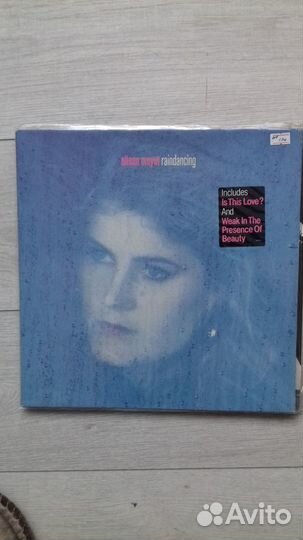 alison moyet raindancing
Includes
Is This Love?
And
Weak In The
Presence Of
Beauty
Avito